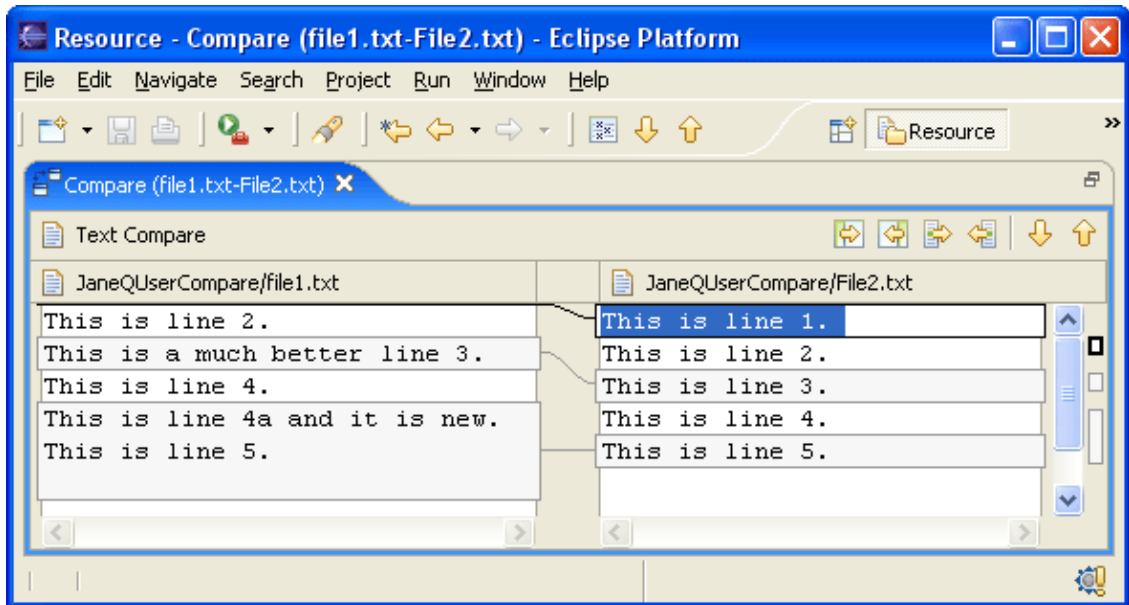 Resource - Compare (file1.txt-File2.txt) - Eclipse Platform
File Edit Navigate Search Project Run Window Help
Resource
Compare (file1.txt-File2.txt)
Text Compare
JaneQUserCompare/file1.txt
This is line 2.
This is a much better line 3.
This is line 4.
This is line 4a and it is new.
This is line 5.
JaneQUserCompare/File2.txt
This is line 1.
This is line 2.
This is line 3.
This is line 4.
This is line 5.